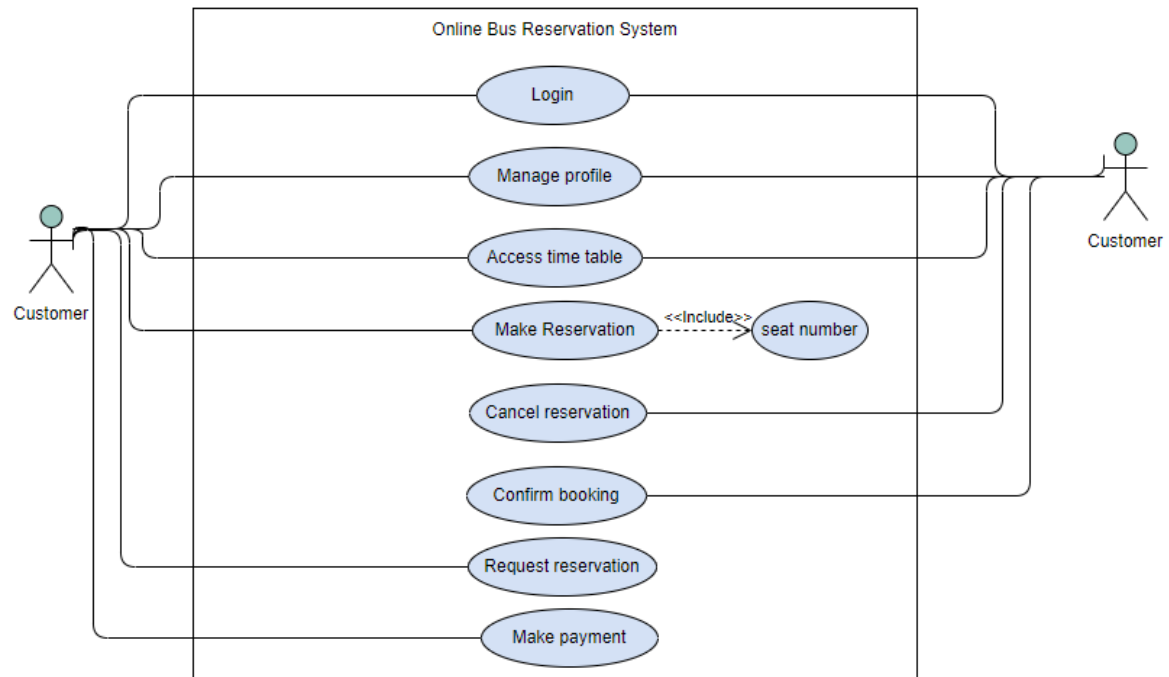 Online Bus Reservation System
Login
Manage profile
Customer
Access time table
Customer
Make Reservation
<<Include>>
seat number
Cancel reservation
Confirm booking
Request reservation
Make payment